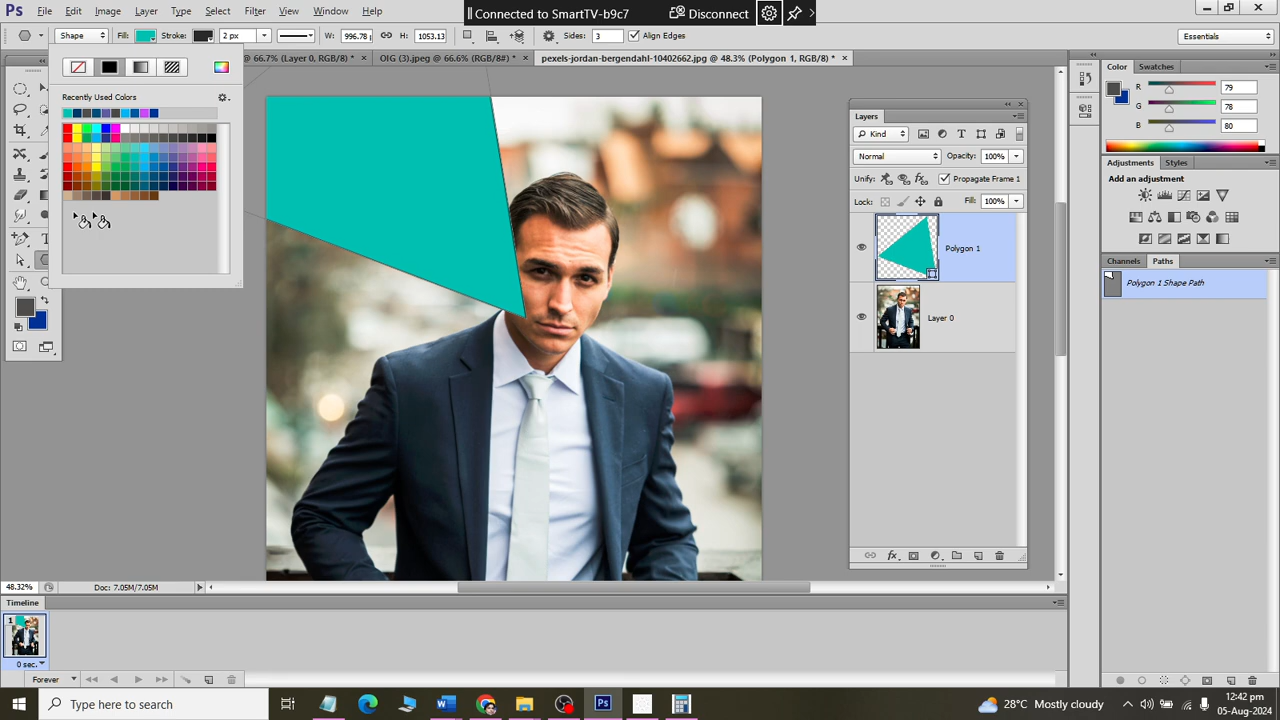 Ps File Edit Image Layer Type Select Filter View Window Help
Connected to SmartTV-b9c7 Disconnect
Shape Fill: Stroke: 2 px W: 996.78 H: 1053.13 Sides: 3 Align Edges Essentials
@ 66.7% (Layer 0, RGB/8) * × OIG (3).jpeg @ 66.6% (RGB/8#) * × pexels-jordan-bergendahl-10402662.jpg @ 48.3% (Polygon 1, RGB/8) * ×
Recently Used Colors
Layers
Kind
Normal Opacity: 100%
Unify: Propagate Frame 1
Lock: Fill: 100%
Polygon 1
Layer 0
Color Swatches
R 79
G 78
B 80
Adjustments Styles
Add an adjustment
Channels Paths
Polygon 1 Shape Path
48.32% Doc: 7.05M/7.05M
Timeline
1
0 sec.
Forever
Type here to search
28°C Mostly cloudy
12:42 pm
05-Aug-2024